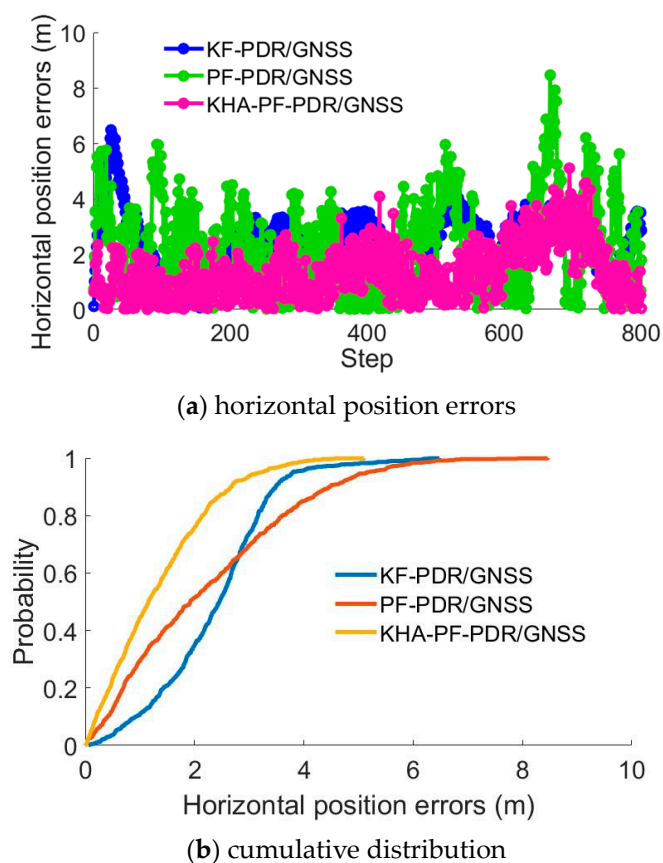 Horizontal position errors (m)
10
8
6
4
2
0
KF-PDR/GNSS
PF-PDR/GNSS
KHA-PF-PDR/GNSS
0 200 400 600 800
Step
(a) horizontal position errors
Probability
1
0.8
0.6
0.4
0.2
0
KF-PDR/GNSS
PF-PDR/GNSS
KHA-PF-PDR/GNSS
0 2 4 6 8 10
Horizontal position errors (m)
(b) cumulative distribution